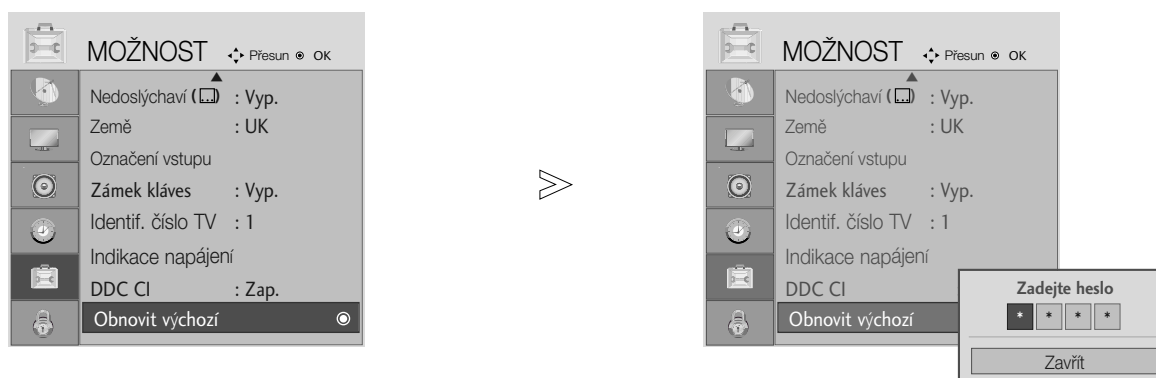 MOŽNOST Přesun OK
Nedoslýchaví ( ) : Vyp.
Země : UK
Označení vstupu
Zámek kláves : Vyp.
Identif. číslo TV : 1
Indikace napájení
DDC CI : Zap.
Obnovit výchozí
MOŽNOST Přesun OK
Nedoslýchaví ( ) : Vyp.
Země : UK
Označení vstupu
Zámek kláves : Vyp.
Identif. číslo TV : 1
Indikace napájení
DDC CI
Obnovit výchozí
Zadejte heslo
* * * *
Zavřít